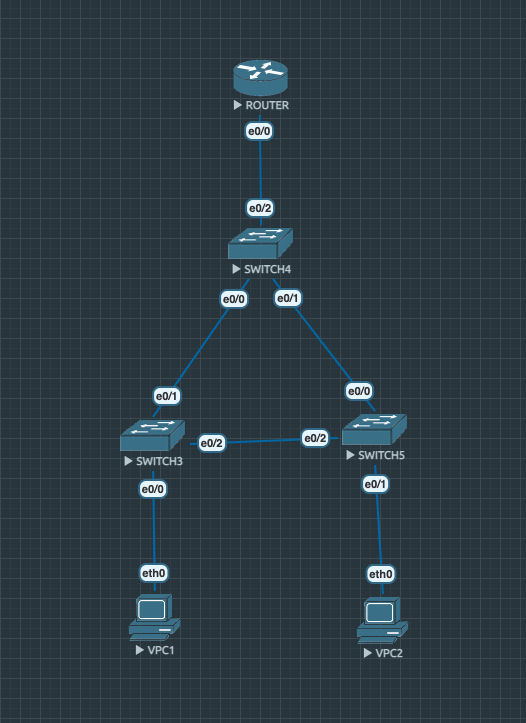 ROUTER
e0/0
e0/2
SWITCH4
e0/0
e0/1
e0/1
e0/0
e0/2
e0/2
SWITCH3
SWITCH5
e0/0
e0/1
eth0
eth0
VPC1
VPC2